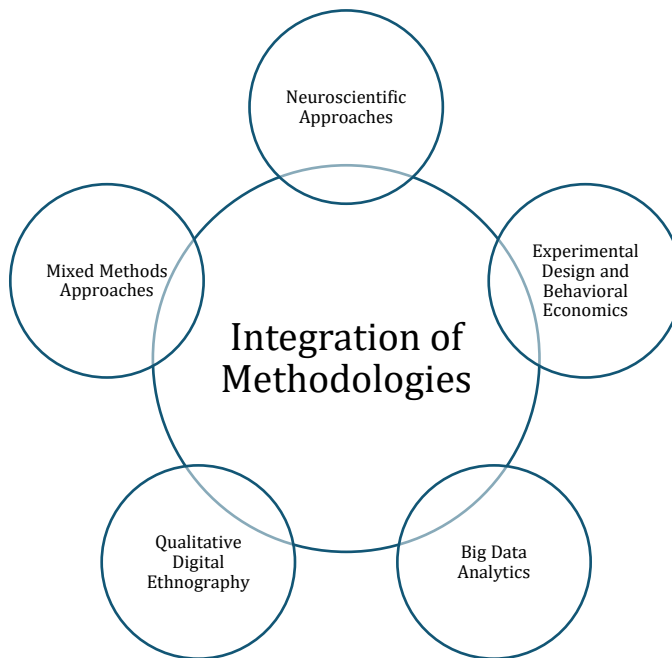 Neuroscientific
Approaches
Mixed Methods
Approaches
Experimental
Design and
Behavioral
Economics
Integration of
Methodologies
Qualitative
Digital
Ethnography
Big Data
Analytics